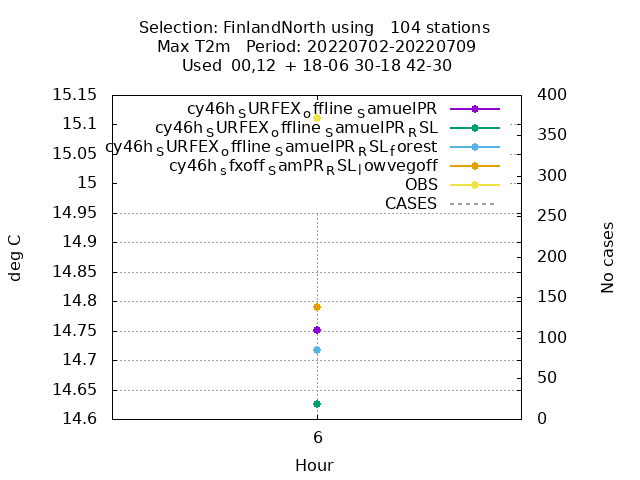 Selection: FinlandNorth using   104 stations
Max T2m   Period: 20220702-20220709
Used  00,12  + 18-06 30-18 42-30
15.15
15.1
15.05
15
14.95
14.9
14.85
14.8
14.75
14.7
14.65
14.6
deg C
cy46h_SURFEX_offline_SamuelPR
cy46h_SURFEX_offline_SamuelPR_RSL
cy46h_SURFEX_offline_SamuelPR_RSL_forest
cy46h_sfxoff_SamPR_RSL_lowvegoff
OBS
CASES
400
350
300
250
200
150
100
50
0
No cases
6
Hour